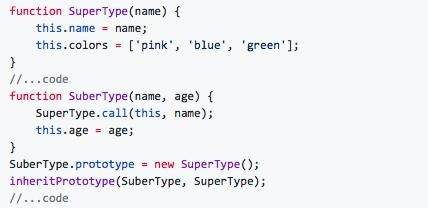 function SuperType(name) {
    this.name = name;
    this.colors = ['pink', 'blue', 'green'];
}
//...code
function SuberType(name, age) {
    SuperType.call(this, name);
    this.age = age;
}
SuberType.prototype = new SuperType();
inheritPrototype(SuberType, SuperType);
//...code